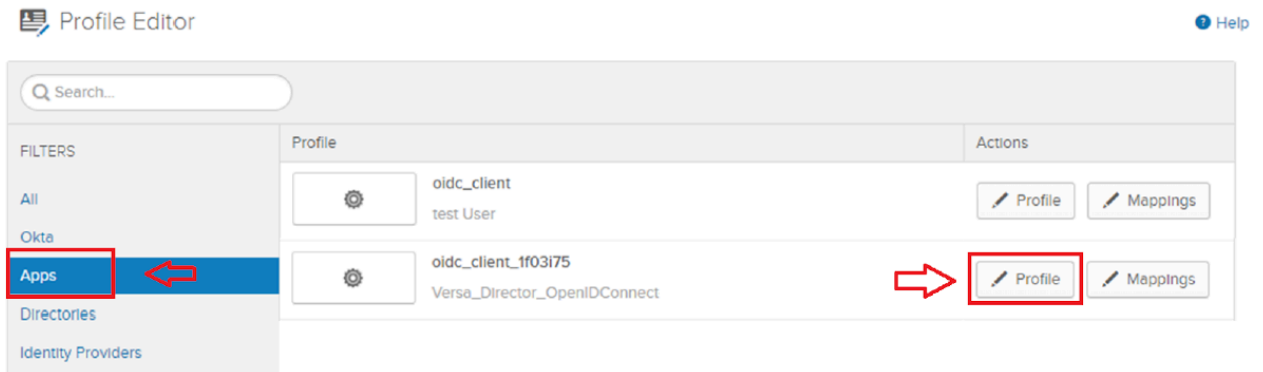 Profile Editor
Help
Search...
FILTERS
All
Okta
Apps
Directories
Identity Providers
Profile
Actions
oidc_client
test User
Profile
Mappings
oidc_client_1f03i75
Versa_Director_OpenIDConnect
Profile
Mappings